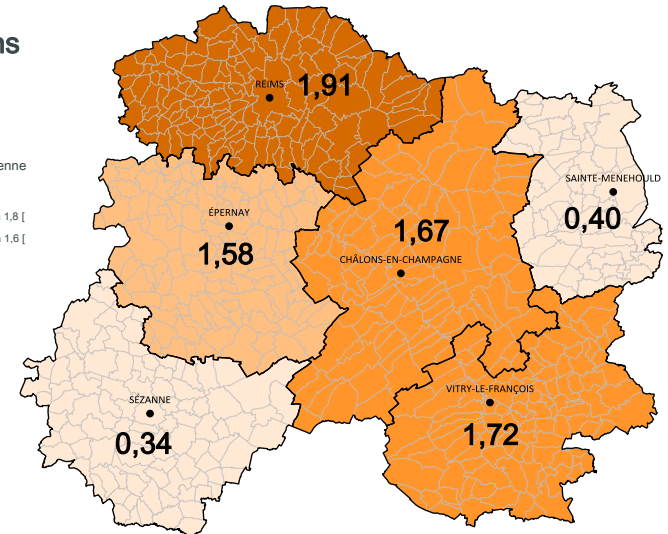 ns
REIMS
1,91
enne
SAINTE-MENEHOULD
0,40
ÉPERNAY
1,58
1,8 [
1,6 [
1,67
CHÂLONS-EN-CHAMPAGNE
VITRY-LE-FRANÇOIS
1,72
SÉZANNE
0,34